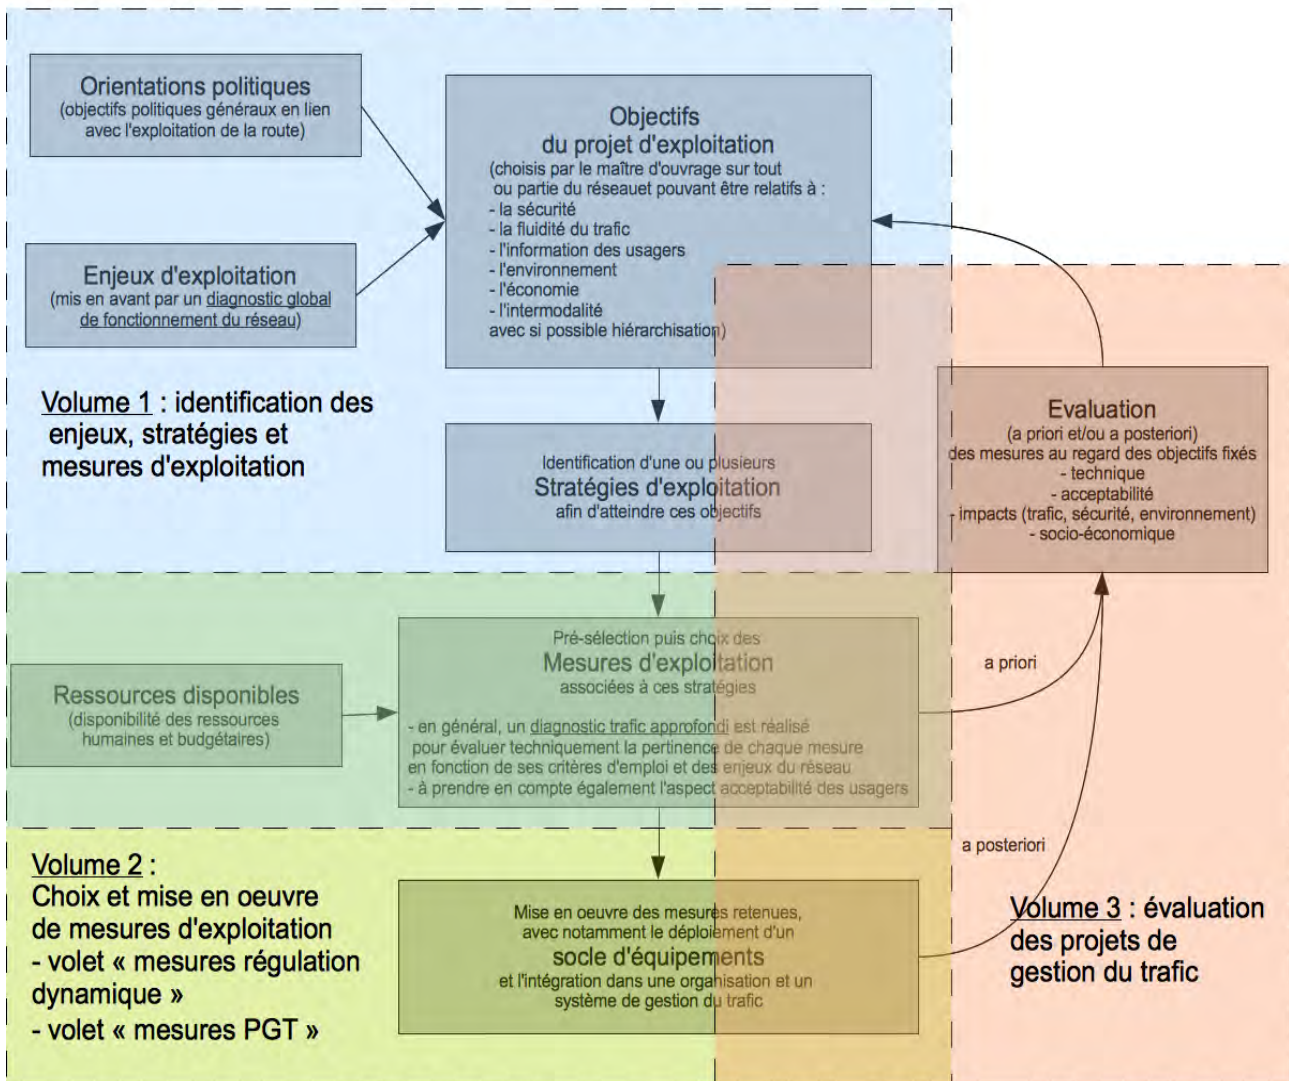 Orientations politiques
(objectifs politiques généraux en lien
avec l'exploitation de la route)
Enjeux d'exploitation
(mis en avant par un diagnostic global
de fonctionnement du réseau)
Objectifs
du projet d'exploitation
(choisis par le maître d'ouvrage sur tout
ou partie du réseauet pouvant être relatifs à :
- la sécurité
- la fluidité du trafic
- l'information des usagers
- l'environnement
- l'économie
- l'intermodalité
avec si possible hiérarchisation)
Volume 1 : identification des
enjeux, stratégies et
mesures d'exploitation
Identification d'une ou plusieurs
Stratégies d'exploitation
afin d'atteindre ces objectifs
Evaluation
(a priori et/ou a posteriori)
des mesures au regard des objectifs fixés
- technique
- acceptabilité
- impacts (trafic, sécurité, environnement)
- socio-économique
Ressources disponibles
(disponibilité des ressources
humaines et budgétaires)
Pré-sélection puis choix des
Mesures d'exploitation
associées à ces stratégies
- en général, un diagnostic trafic approfondi est réalisé
pour évaluer techniquement la pertinence de chaque mesure
en fonction de ses critères d'emploi et des enjeux du réseau
- à prendre en compte également l'aspect acceptabilité des usagers
a priori
a posteriori
Volume 2 :
Choix et mise en oeuvre
de mesures d'exploitation
- volet « mesures régulation
dynamique »
- volet « mesures PGT »
Mise en oeuvre des mesures retenues,
avec notamment le déploiement d'un
socle d'équipements
et l'intégration dans une organisation et un
système de gestion du trafic
Volume 3 : évaluation
des projets de
gestion du trafic